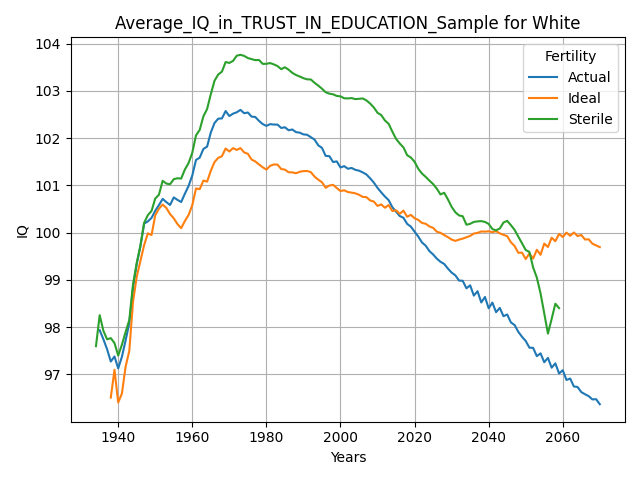 Average_IQ_in_TRUST_IN_EDUCATION_Sample for White
Fertility
Actual
Ideal
Sterile
IQ
104
103
102
101
100
99
98
97
1940
1960
1980
2000
2020
2040
2060
Years